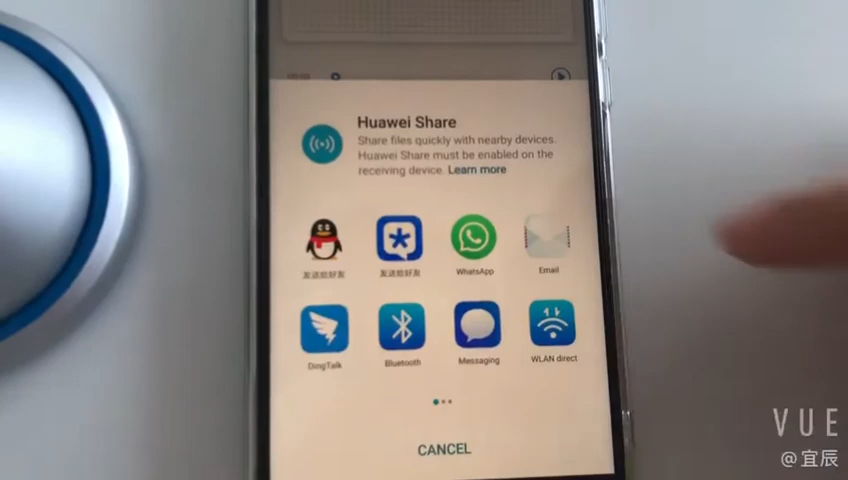 Huawei Share
Share files quickly with nearby devices.
Huawei Share must be enabled on the
receiving device. Learn more
发送给好友
发送给好友
WhatsApp
Email
DingTalk
Bluetooth
Messaging
WLAN direct
CANCEL
VUE
@宜辰